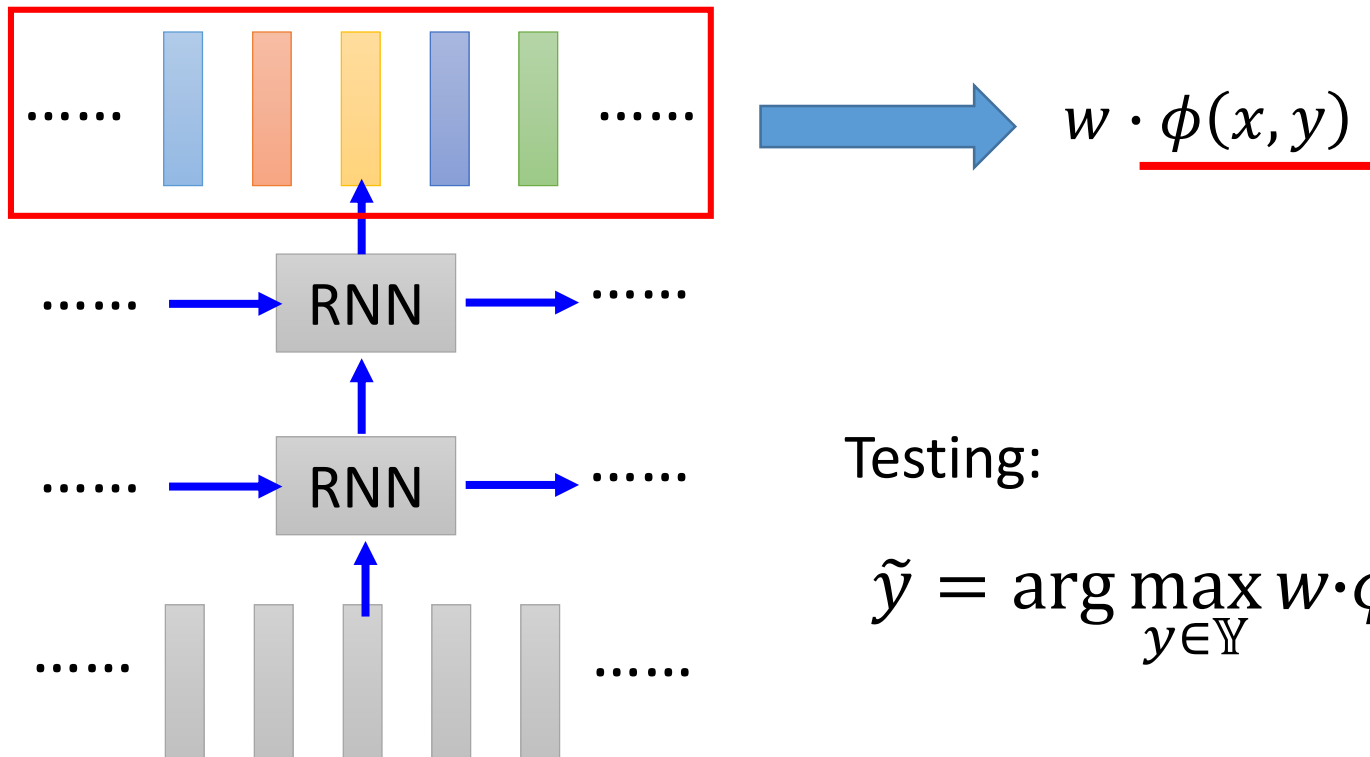 …… ……
w · ϕ(x, y)
…… RNN ……
…… RNN ……
Testing:
ỹ = arg max w·ϕ
y∈𝕐
…… ……